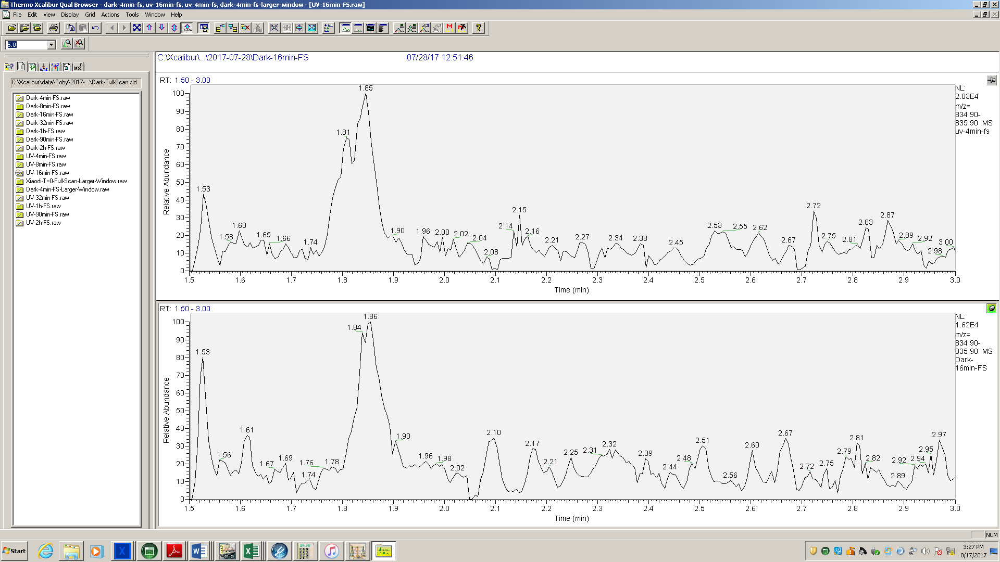 Thermo Xcalibur Qual Browser - dark-4min-fs, uv-16min-fs, uv-4min-fs, dark-4min-fs-larger-window - [UV-16min-FS.raw]
File Edit View Display Grid Actions Tools Window Help
5.0
C:\Xcalibur\data\Toby\2017-...\Dark-Full-Scan.sld
Dark-4min-FS.raw
Dark-8min-FS.raw
Dark-16min-FS.raw
Dark-32min-FS.raw
Dark-1h-FS.raw
Dark-90min-FS.raw
Dark-2h-FS.raw
UV-4min-FS.raw
UV-8min-FS.raw
UV-16min-FS.raw
Xiaodi-T=0-Full-Scan-Larger-Window.raw
Dark-4min-FS-Larger-Window.raw
UV-32min-FS.raw
UV-1h-FS.raw
UV-90min-FS.raw
UV-2h-FS.raw
C:\Xcalibur\...\2017-07-28\Dark-16min-FS 07/28/17 12:51:46
RT: 1.50 - 3.00
NL:
2.03E4
m/z=
834.90-
835.90 MS
uv-4min-fs
Relative Abundance
100
90
80
70
60
50
40
30
20
10
0
1.53 1.58 1.60 1.65 1.66 1.74 1.81 1.85 1.90 1.96 2.00 2.02 2.04 2.08 2.14 2.15 2.16 2.21 2.27 2.34 2.38 2.45 2.53 2.55 2.62 2.67 2.72 2.75 2.81 2.83 2.87 2.89 2.92 2.98 3.00
1.5 1.6 1.7 1.8 1.9 2.0 2.1 2.2 2.3 2.4 2.5 2.6 2.7 2.8 2.9 3.0
Time (min)
RT: 1.50 - 3.00
NL:
1.62E4
m/z=
834.90-
835.90 MS
Dark-
16min-FS
Relative Abundance
100
90
80
70
60
50
40
30
20
10
0
1.53 1.56 1.61 1.67 1.69 1.74 1.76 1.78 1.84 1.86 1.90 1.96 1.98 2.02 2.10 2.17 2.21 2.25 2.31 2.32 2.39 2.44 2.48 2.51 2.56 2.60 2.67 2.72 2.75 2.79 2.81 2.82 2.89 2.92 2.94 2.95 2.97
1.5 1.6 1.7 1.8 1.9 2.0 2.1 2.2 2.3 2.4 2.5 2.6 2.7 2.8 2.9 3.0
Time (min)
NUM
Start
3:27 PM
8/17/2017